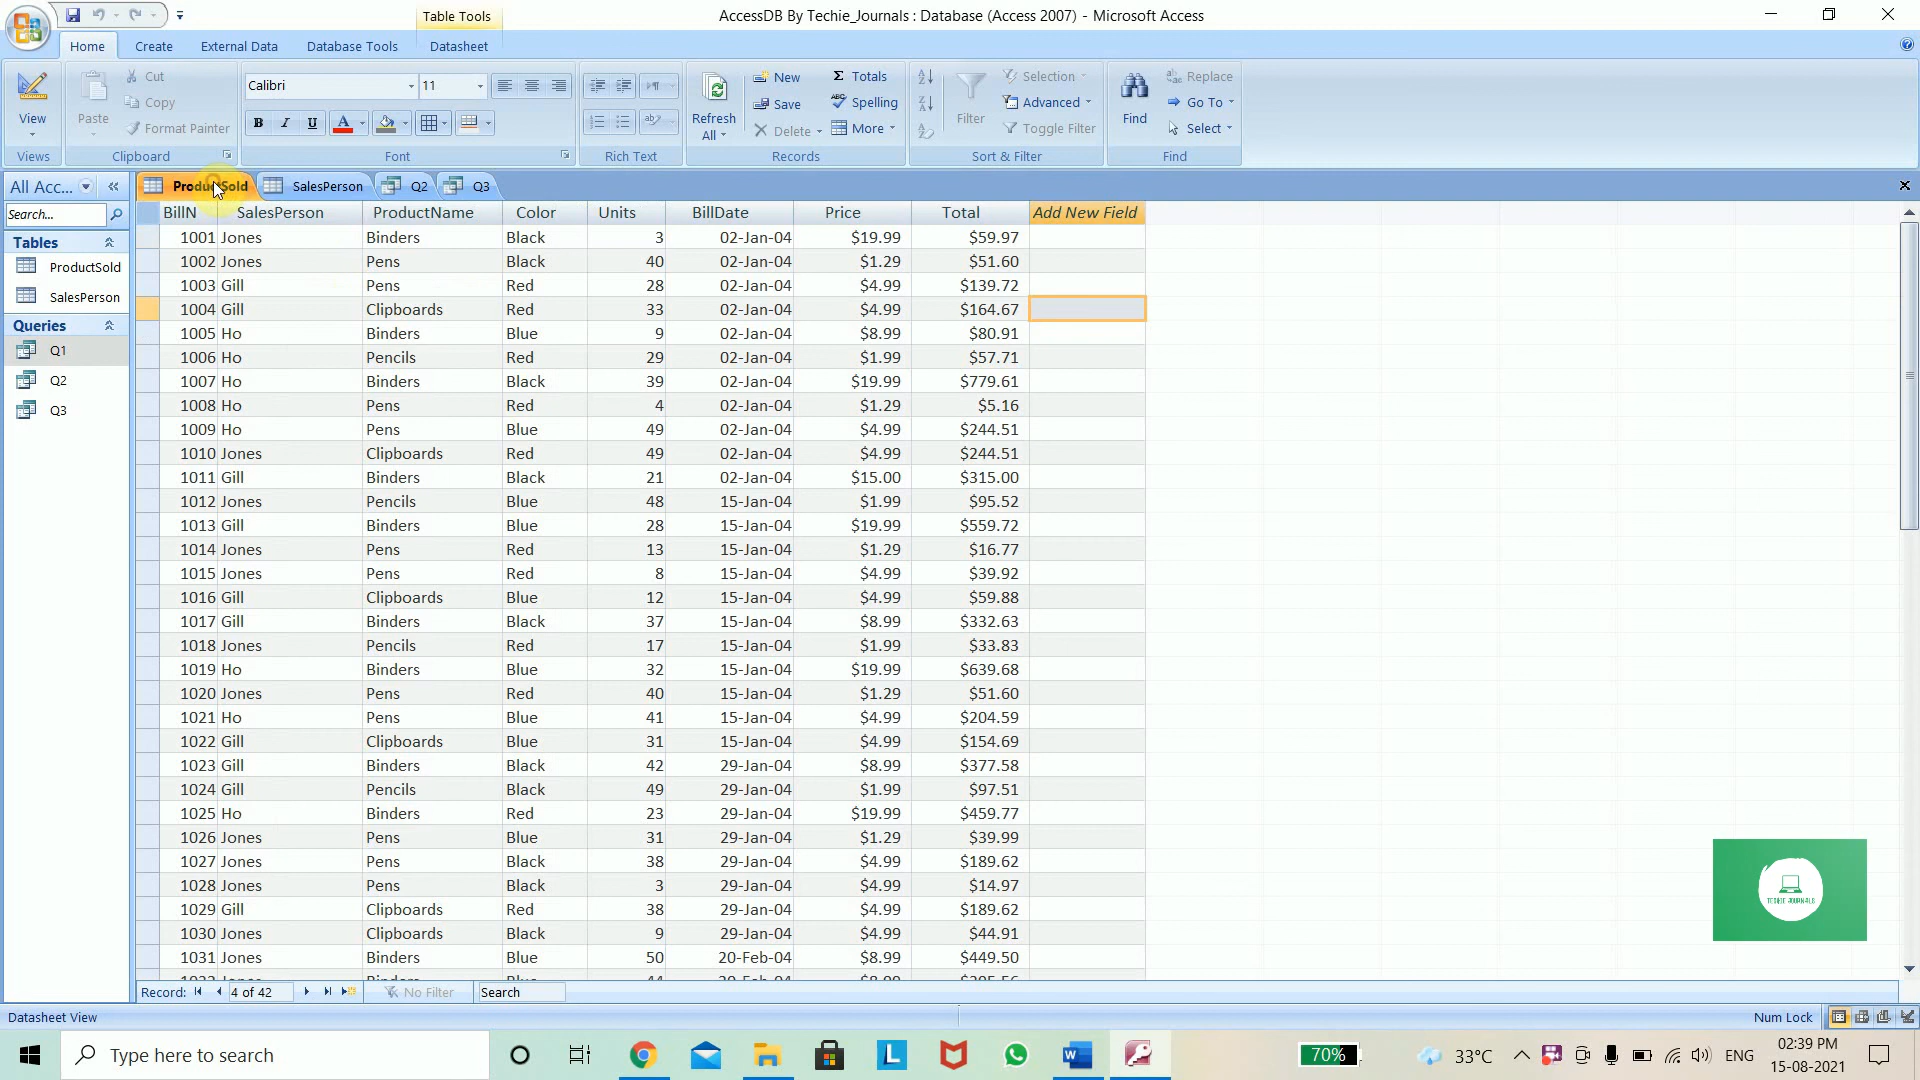 Table Tools
AccessDB By Techie_Journals : Database (Access 2007) - Microsoft Access
Home Create External Data Database Tools Datasheet
View
Views
Paste
Cut
Copy
Format Painter
Clipboard
Calibri 11
B I U A
Font
Rich Text
Refresh All
New Totals
Save Spelling
Delete More
Records
Filter
Selection
Advanced
Toggle Filter
Sort & Filter
Find
Replace
Go To
Select
Find
All Acc...
Search...
Tables
ProductSold
SalesPerson
Queries
Q1
Q2
Q3
ProductSold SalesPerson Q2 Q3
BillN SalesPerson ProductName Color Units BillDate Price Total Add New Field
1001 Jones Binders Black 3 02-Jan-04 $19.99 $59.97
1002 Jones Pens Black 40 02-Jan-04 $1.29 $51.60
1003 Gill Pens Red 28 02-Jan-04 $4.99 $139.72
1004 Gill Clipboards Red 33 02-Jan-04 $4.99 $164.67
1005 Ho Binders Blue 9 02-Jan-04 $8.99 $80.91
1006 Ho Pencils Red 29 02-Jan-04 $1.99 $57.71
1007 Ho Binders Black 39 02-Jan-04 $19.99 $779.61
1008 Ho Pens Red 4 02-Jan-04 $1.29 $5.16
1009 Ho Pens Blue 49 02-Jan-04 $4.99 $244.51
1010 Jones Clipboards Red 49 02-Jan-04 $4.99 $244.51
1011 Gill Binders Black 21 02-Jan-04 $15.00 $315.00
1012 Jones Pencils Blue 48 15-Jan-04 $1.99 $95.52
1013 Gill Binders Blue 28 15-Jan-04 $19.99 $559.72
1014 Jones Pens Red 13 15-Jan-04 $1.29 $16.77
1015 Jones Pens Red 8 15-Jan-04 $4.99 $39.92
1016 Gill Clipboards Blue 12 15-Jan-04 $4.99 $59.88
1017 Gill Binders Black 37 15-Jan-04 $8.99 $332.63
1018 Jones Pencils Red 17 15-Jan-04 $1.99 $33.83
1019 Ho Binders Blue 32 15-Jan-04 $19.99 $639.68
1020 Jones Pens Red 40 15-Jan-04 $1.29 $51.60
1021 Ho Pens Blue 41 15-Jan-04 $4.99 $204.59
1022 Gill Clipboards Blue 31 15-Jan-04 $4.99 $154.69
1023 Gill Binders Black 42 29-Jan-04 $8.99 $377.58
1024 Gill Pencils Black 49 29-Jan-04 $1.99 $97.51
1025 Ho Binders Red 23 29-Jan-04 $19.99 $459.77
1026 Jones Pens Blue 31 29-Jan-04 $1.29 $39.99
1027 Jones Pens Black 38 29-Jan-04 $4.99 $189.62
1028 Jones Pens Black 3 29-Jan-04 $4.99 $14.97
1029 Gill Clipboards Red 38 29-Jan-04 $4.99 $189.62
1030 Jones Clipboards Black 9 29-Jan-04 $4.99 $44.91
1031 Jones Binders Blue 50 20-Feb-04 $8.99 $449.50
TECHIE JOURNALS
Record: 4 of 42 No Filter Search
Datasheet View Num Lock
Type here to search 70% 33°C ENG 02:39 PM
15-08-2021